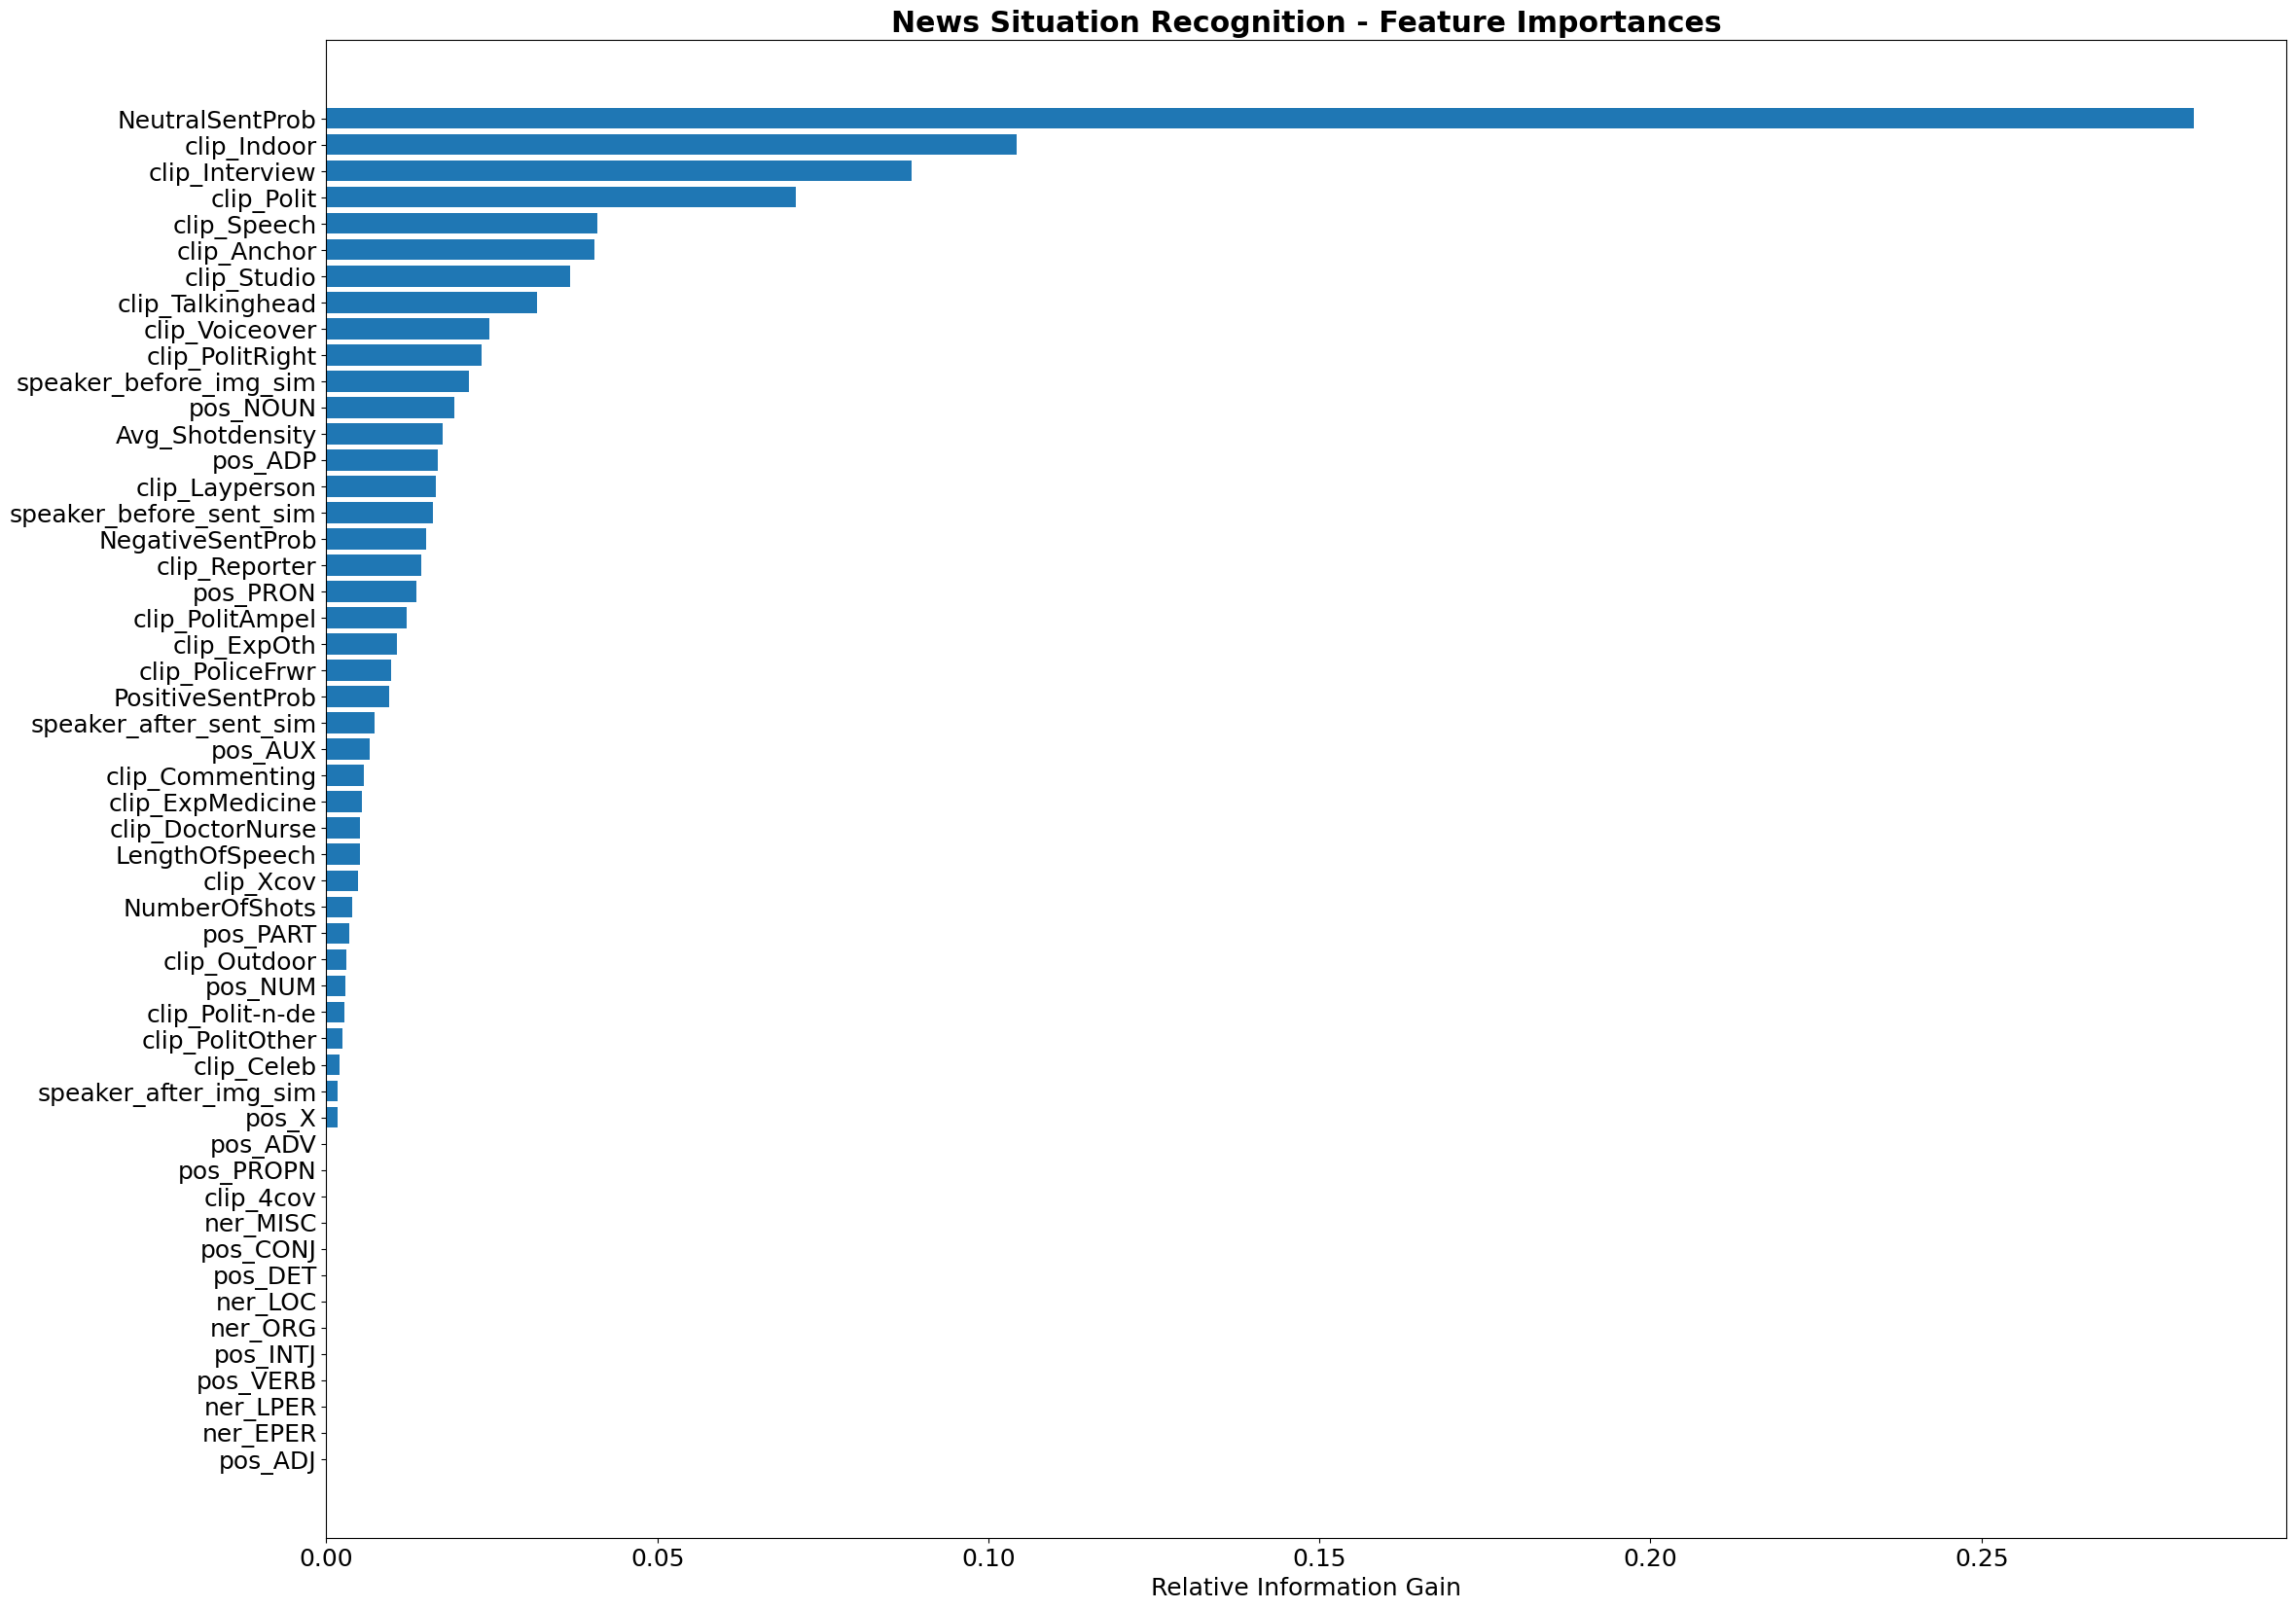 News Situation Recognition - Feature Importances
NeutralSentProb
clip_Indoor
clip_Interview
clip_Polit
clip_Speech
clip_Anchor
clip_Studio
clip_Talkinghead
clip_Voiceover
clip_PolitRight
speaker_before_img_sim
pos_NOUN
Avg_Shotdensity
pos_ADP
clip_Layperson
speaker_before_sent_sim
NegativeSentProb
clip_Reporter
pos_PRON
clip_PolitAmpel
clip_ExpOth
clip_PoliceFrwr
PositiveSentProb
speaker_after_sent_sim
pos_AUX
clip_Commenting
clip_ExpMedicine
clip_DoctorNurse
LengthOfSpeech
clip_Xcov
NumberOfShots
pos_PART
clip_Outdoor
pos_NUM
clip_Polit-n-de
clip_PolitOther
clip_Celeb
speaker_after_img_sim
pos_X
pos_ADV
pos_PROPN
clip_4cov
ner_MISC
pos_CONJ
pos_DET
ner_LOC
ner_ORG
pos_INTJ
pos_VERB
ner_LPER
ner_EPER
pos_ADJ
0.00 0.05 0.10 0.15 0.20 0.25
Relative Information Gain